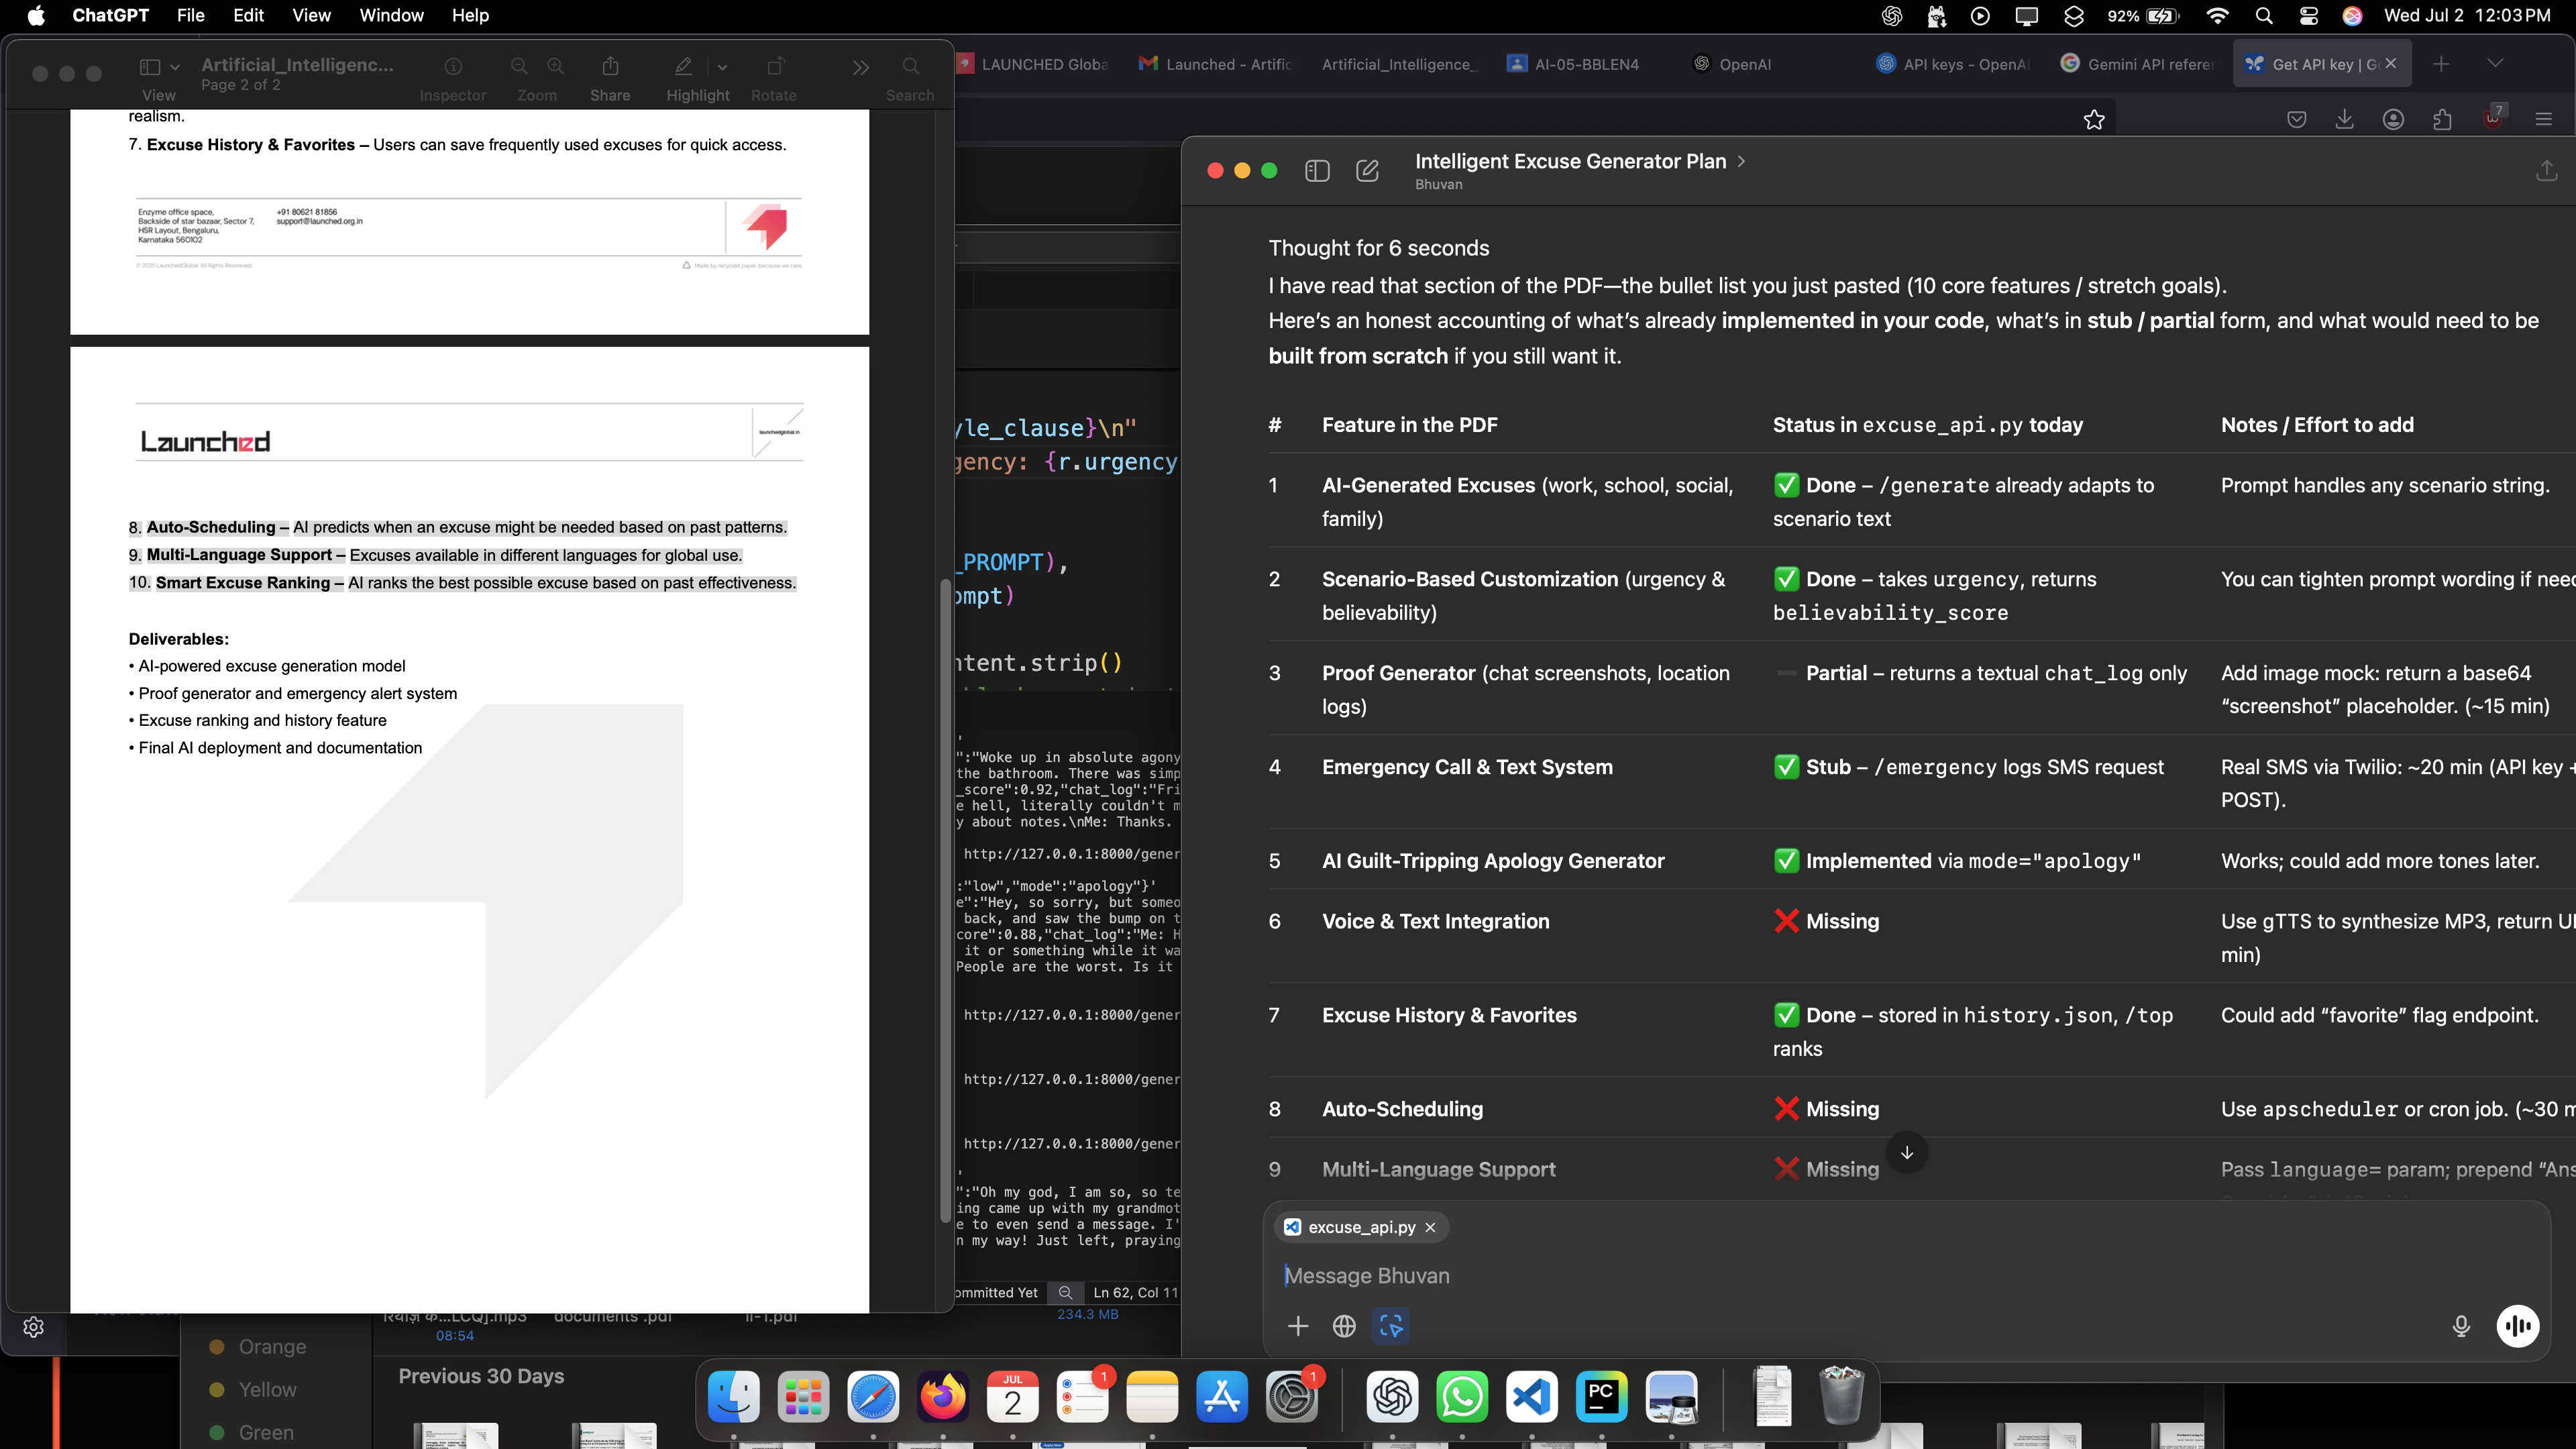 ChatGPT File Edit View Window Help
92% Wed Jul 2 12:03 PM
Artificial_Intelligenc...
Page 2 of 2
View Inspector Zoom Share Highlight Rotate Search
LAUNCHED Globa
Launched - Artific
Artificial_Intelligence_
AI-05-BBLEN4
OpenAI
API keys - OpenAI
Gemini API referer
Get API key | G
7
realism.
7. Excuse History & Favorites – Users can save frequently used excuses for quick access.
Enzyme office space,
Backside of star bazaar, Sector 7,
HSR Layout, Bengaluru,
Karnataka 560102
+91 80621 81856
support@launched.org.in
© 2025 LaunchedGlobal. All Rights Resereved.
Made by recycled paper, because we care
Launched
launchedglobal.in
8. Auto-Scheduling – AI predicts when an excuse might be needed based on past patterns.
9. Multi-Language Support – Excuses available in different languages for global use.
10. Smart Excuse Ranking – AI ranks the best possible excuse based on past effectiveness.
Deliverables:
• AI-powered excuse generation model
• Proof generator and emergency alert system
• Excuse ranking and history feature
• Final AI deployment and documentation
yle_clause}\n"
gency: {r.urgency
_PROMPT),
ompt)
ntent.strip()
":"Woke up in absolute agony
the bathroom. There was simp
_score":0.92,"chat_log":"Fri
e hell, literally couldn't m
y about notes.\nMe: Thanks.
http://127.0.0.1:8000/gener
:"low","mode":"apology"}'
e":"Hey, so sorry, but someo
back, and saw the bump on t
core":0.88,"chat_log":"Me: H
it or something while it wa
People are the worst. Is it
http://127.0.0.1:8000/gener
http://127.0.0.1:8000/gener
http://127.0.0.1:8000/gener
":"Oh my god, I am so, so te
ing came up with my grandmot
e to even send a message. I'
n my way! Just left, praying
ommitted Yet Ln 62, Col 11
Intelligent Excuse Generator Plan
Bhuvan
Thought for 6 seconds
I have read that section of the PDF—the bullet list you just pasted (10 core features / stretch goals).
Here's an honest accounting of what's already implemented in your code, what's in stub / partial form, and what would need to be
built from scratch if you still want it.
# Feature in the PDF Status in excuse_api.py today Notes / Effort to add
1 AI-Generated Excuses (work, school, social, family) ✅ Done – /generate already adapts to scenario text Prompt handles any scenario string.
2 Scenario-Based Customization (urgency & believability) ✅ Done – takes urgency, returns believability_score You can tighten prompt wording if need
3 Proof Generator (chat screenshots, location logs) ➖ Partial – returns a textual chat_log only Add image mock: return a base64 “screenshot” placeholder. (~15 min)
4 Emergency Call & Text System ✅ Stub – /emergency logs SMS request Real SMS via Twilio: ~20 min (API key + POST).
5 AI Guilt-Tripping Apology Generator ✅ Implemented via mode="apology" Works; could add more tones later.
6 Voice & Text Integration ❌ Missing Use gTTS to synthesize MP3, return UI min)
7 Excuse History & Favorites ✅ Done – stored in history.json, /top ranks Could add “favorite” flag endpoint.
8 Auto-Scheduling ❌ Missing Use apscheduler or cron job. (~30 m
9 Multi-Language Support ❌ Missing Pass language= param; prepend “Ans
excuse_api.py
Message Bhuvan
रियाज़ क...LCQ].mp3
08:54
documents .pdf
II-1.pdf
234.3 MB
Orange
Yellow
Green
Previous 30 Days
JUL
2
1
1
PC